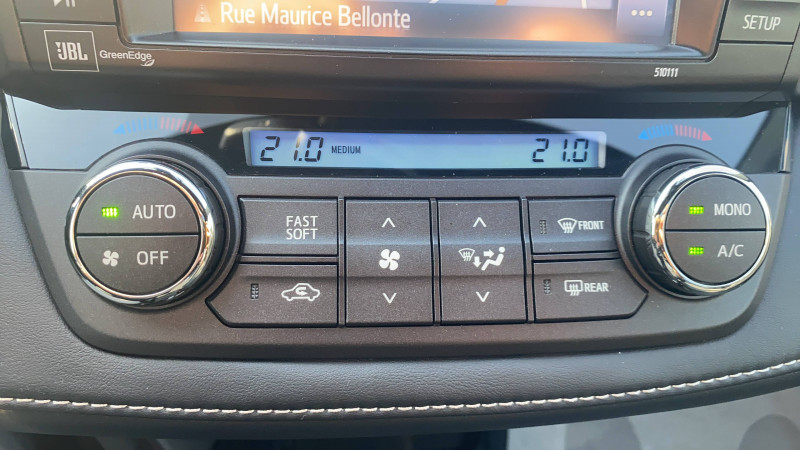 Rue Maurice Bellonte
SETUP
JBL GreenEdge
510111
21.0 MEDIUM 21.0
AUTO
OFF
FAST
SOFT
FRONT
REAR
MONO
A/C